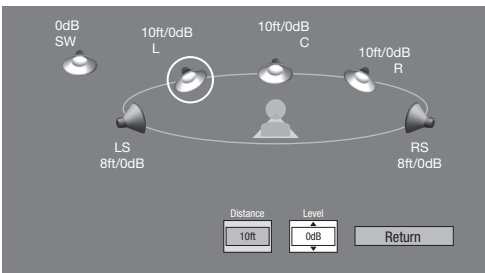 0dB
SW
10ft/0dB
L
10ft/0dB
C
10ft/0dB
R
LS
8ft/0dB
RS
8ft/0dB
Distance
10ft
Level
0dB
Return